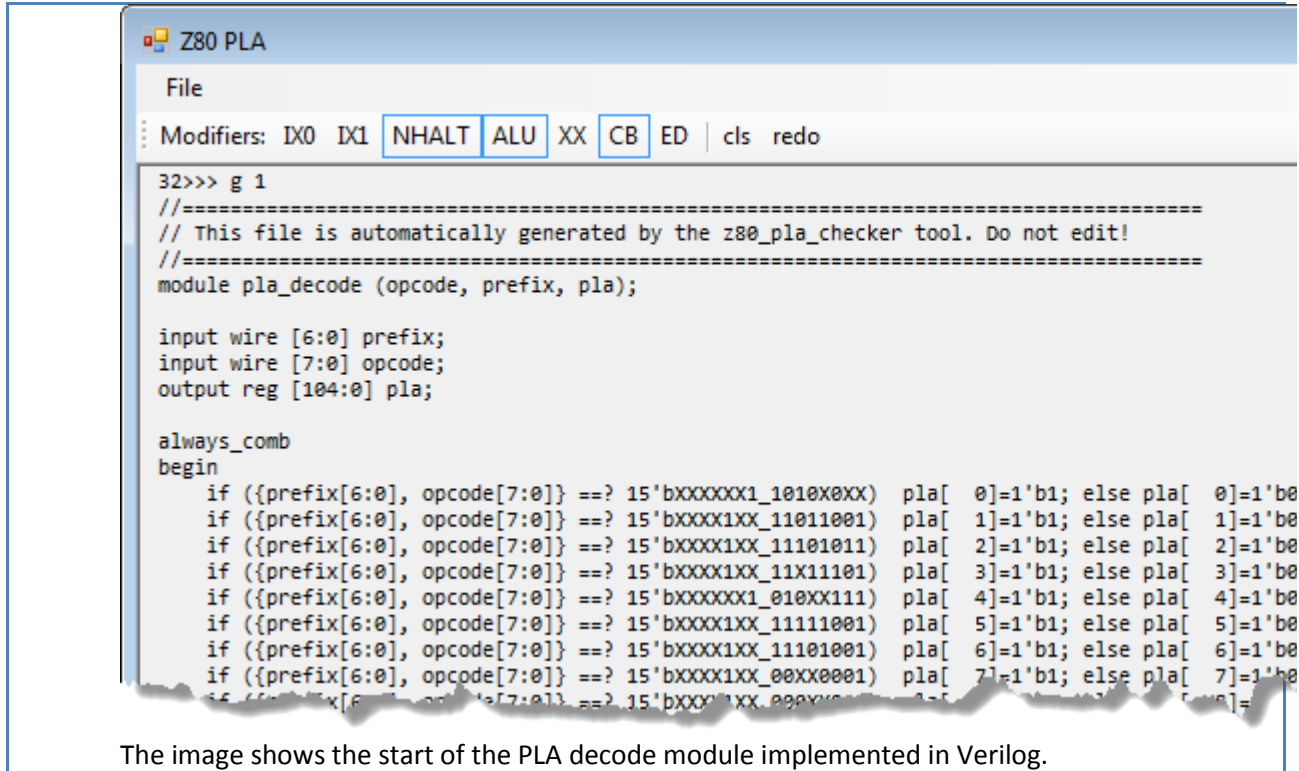 Z80 PLA
File
Modifiers: IX0 IX1 NHALT ALU XX CB ED cls redo
32>>> g 1
//=====================================================================================
// This file is automatically generated by the z80_pla_checker tool. Do not edit!
//=====================================================================================
module pla_decode (opcode, prefix, pla);
input wire [6:0] prefix;
input wire [7:0] opcode;
output reg [104:0] pla;
always_comb
begin
if ({prefix[6:0], opcode[7:0]} ==? 15'bXXXXXX1_1010X0XX) pla[ 0]=1'b1; else pla[ 0]=1'b0
if ({prefix[6:0], opcode[7:0]} ==? 15'bXXXX1XX_11011001) pla[ 1]=1'b1; else pla[ 1]=1'b0
if ({prefix[6:0], opcode[7:0]} ==? 15'bXXXX1XX_11101011) pla[ 2]=1'b1; else pla[ 2]=1'b0
if ({prefix[6:0], opcode[7:0]} ==? 15'bXXXX1XX_11X11101) pla[ 3]=1'b1; else pla[ 3]=1'b0
if ({prefix[6:0], opcode[7:0]} ==? 15'bXXXXXX1_010XX111) pla[ 4]=1'b1; else pla[ 4]=1'b0
if ({prefix[6:0], opcode[7:0]} ==? 15'bXXXX1XX_11111001) pla[ 5]=1'b1; else pla[ 5]=1'b0
if ({prefix[6:0], opcode[7:0]} ==? 15'bXXXX1XX_11101001) pla[ 6]=1'b1; else pla[ 6]=1'b0
if ({prefix[6:0], opcode[7:0]} ==? 15'bXXXX1XX_00XX0001) pla[ 7]=1'b1; else pla[ 7]=1'b0
The image shows the start of the PLA decode module implemented in Verilog.